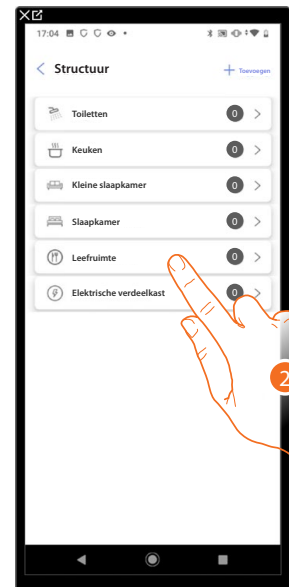 17:04
Structuur
Toevoegen
Toiletten 0
Keuken 0
Kleine slaapkamer 0
Slaapkamer 0
Leefruimte 0
Elektrische verdeelkast 0
2